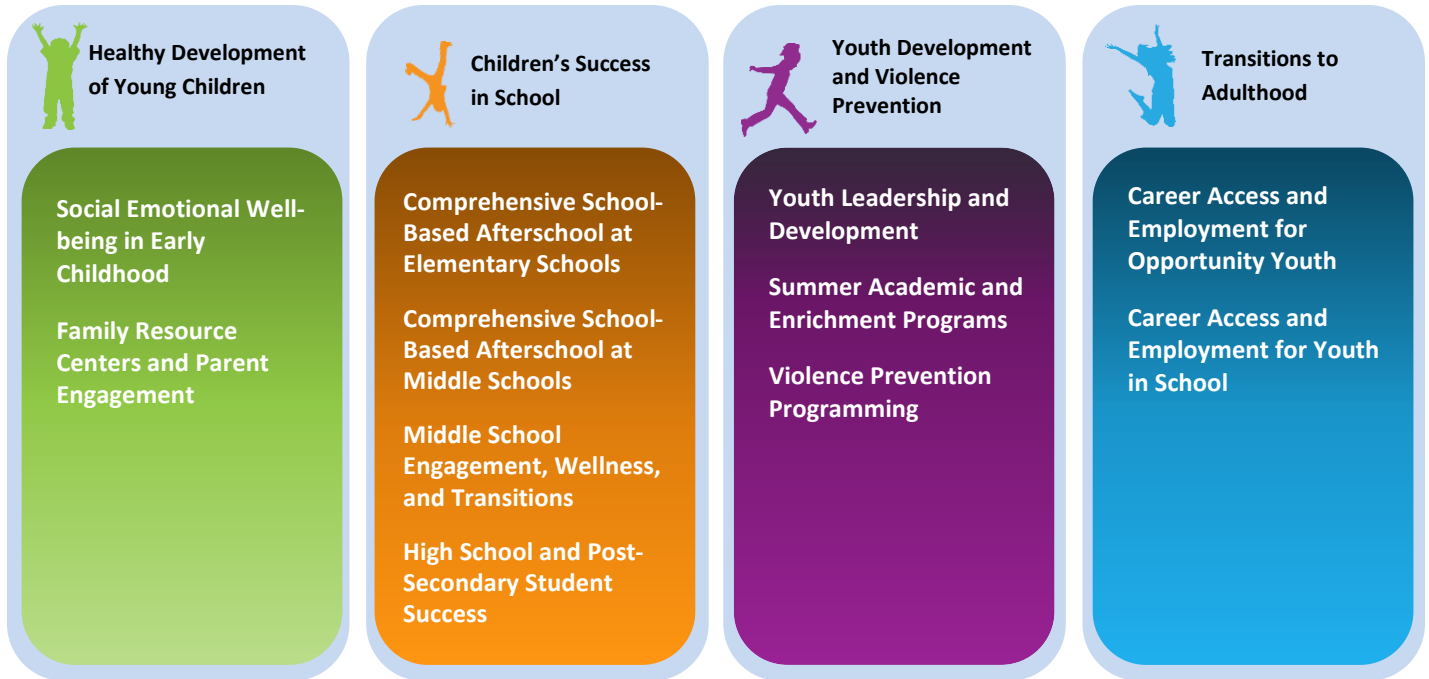 Healthy Development
of Young Children
Social Emotional Well-
being in Early
Childhood
Family Resource
Centers and Parent
Engagement
Children's Success
in School
Comprehensive School-
Based Afterschool at
Elementary Schools
Comprehensive School-
Based Afterschool at
Middle Schools
Middle School
Engagement, Wellness,
and Transitions
High School and Post-
Secondary Student
Success
Youth Development
and Violence
Prevention
Youth Leadership and
Development
Summer Academic and
Enrichment Programs
Violence Prevention
Programming
Transitions to
Adulthood
Career Access and
Employment for
Opportunity Youth
Career Access and
Employment for Youth
in School